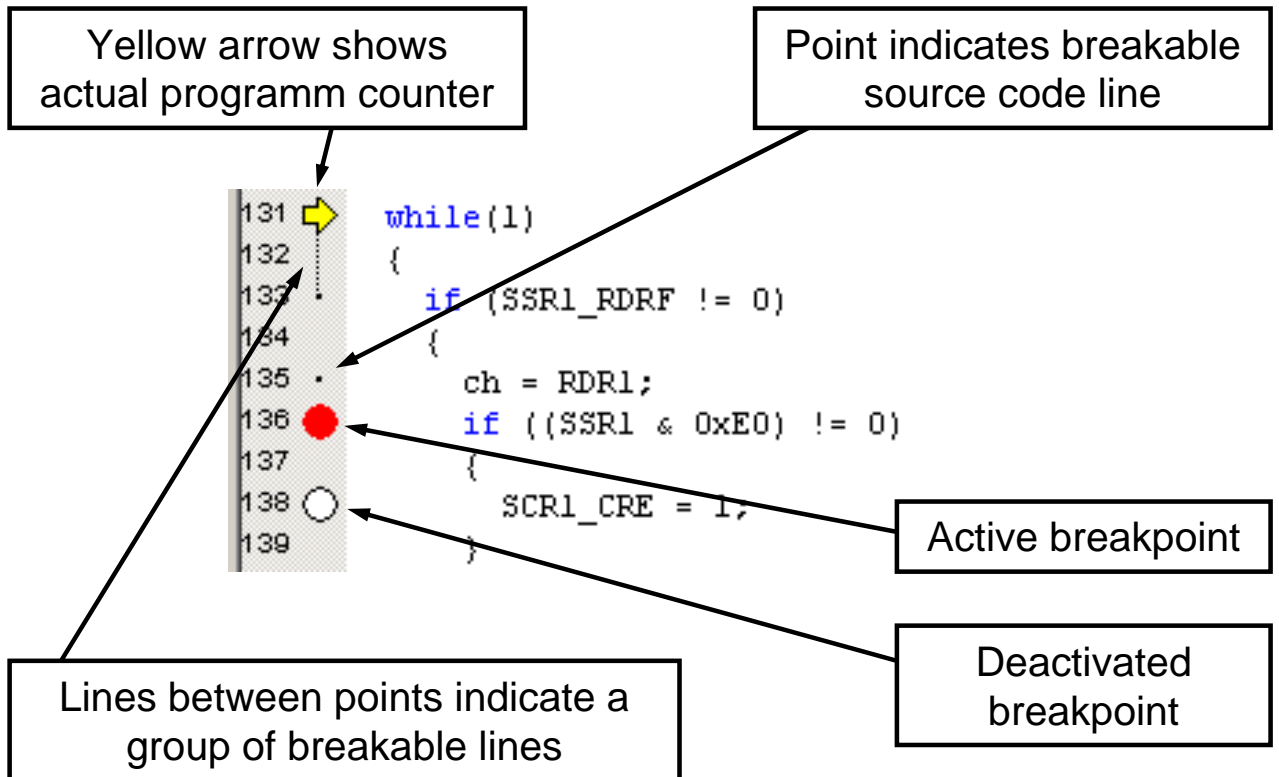 Yellow arrow shows
actual programm counter
Point indicates breakable
source code line
131 while(1)
132 {
133 if (SSR1_RDRF != 0)
134 {
135 ch = RDR1;
136 if ((SSR1 & 0xE0) != 0)
137 {
138 SCR1_CRE = 1;
139 }
Active breakpoint
Deactivated
breakpoint
Lines between points indicate a
group of breakable lines